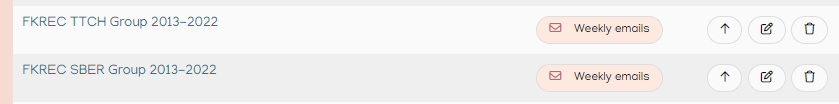 FKREC TTCH Group 2013–2022 Weekly emails
FKREC SBER Group 2013–2022 Weekly emails